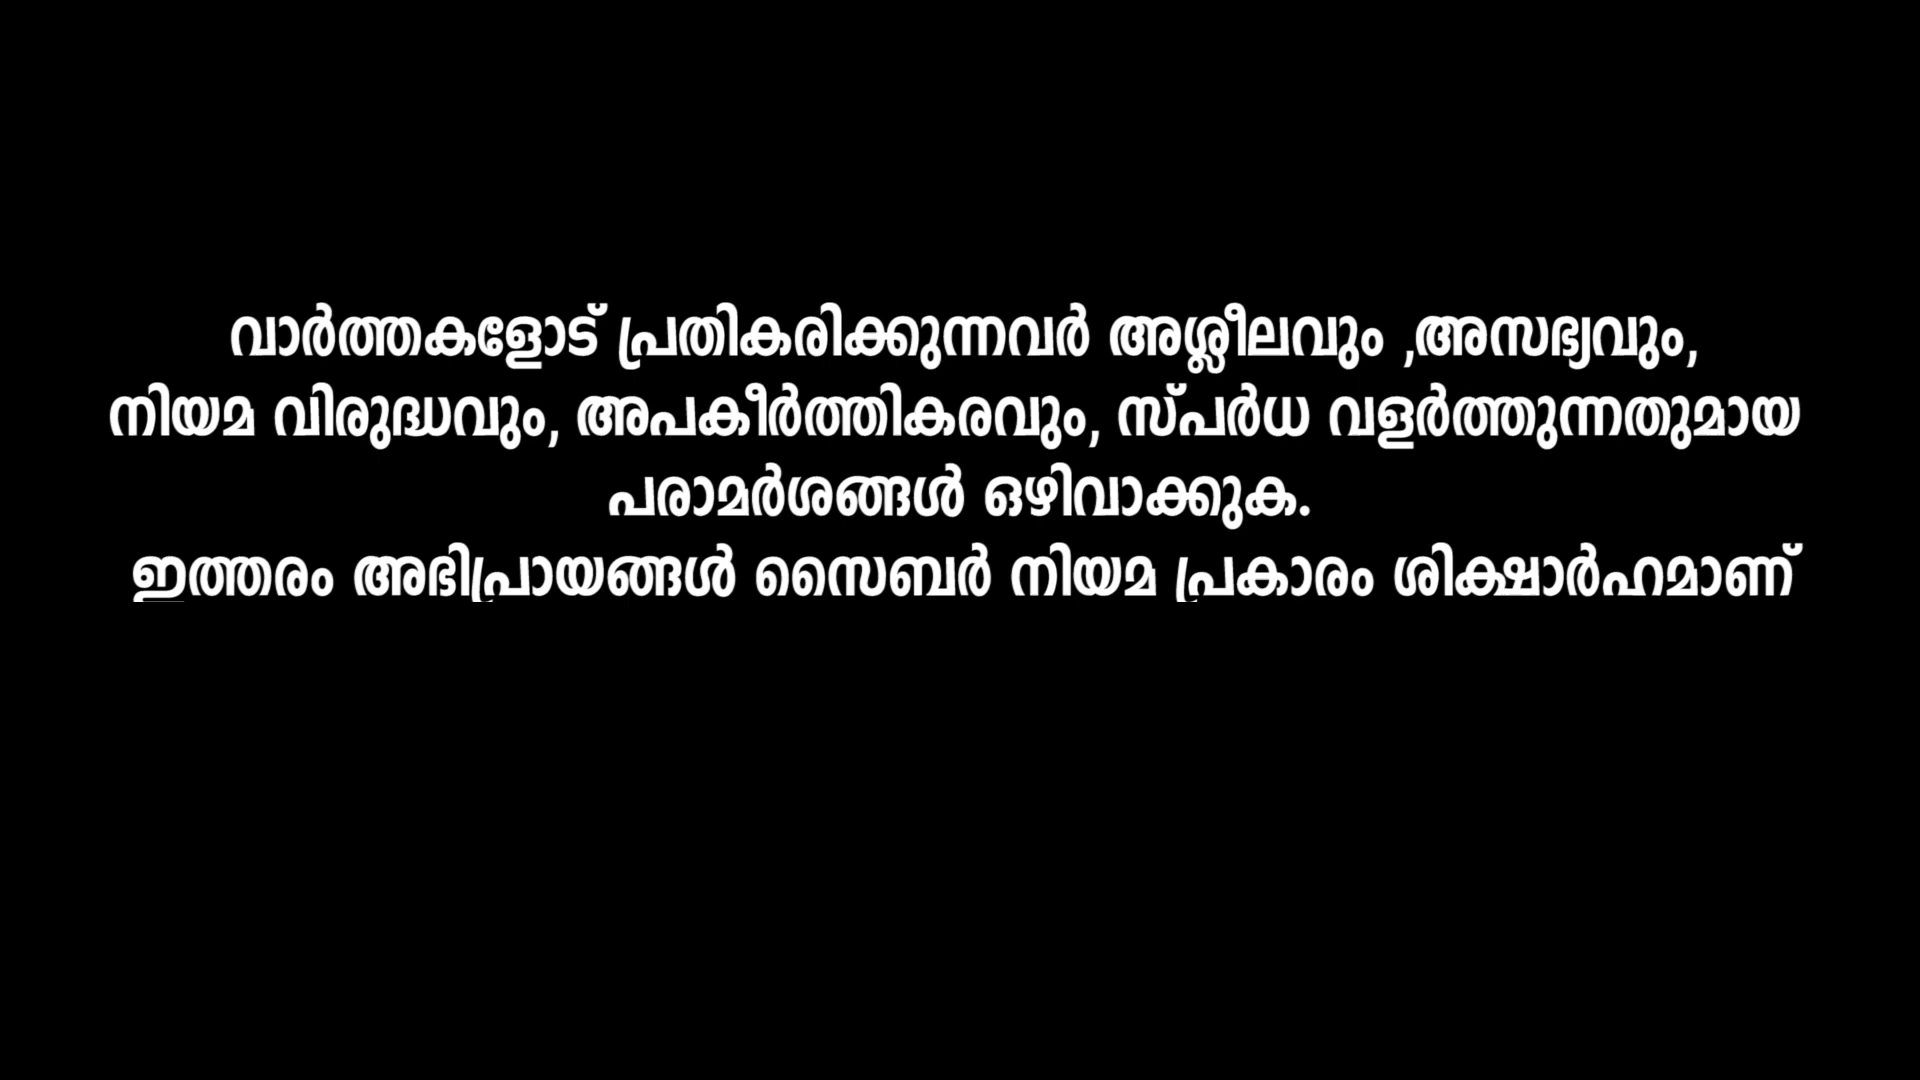 വാർത്തകളോട് പ്രതികരിക്കുന്നവർ അശ്ലീലവും ,അസഭ്യവും,
നിയമ വിരുദ്ധവും, അപകീർത്തികരവും, സ്പർധ വളർത്തുന്നതുമായ
പരാമർശങ്ങൾ ഒഴിവാക്കുക.
ഇത്തരം അഭിപ്രായങ്ങൾ സൈബർ നിയമ പ്രകാരം ശിക്ഷാർഹമാണ്